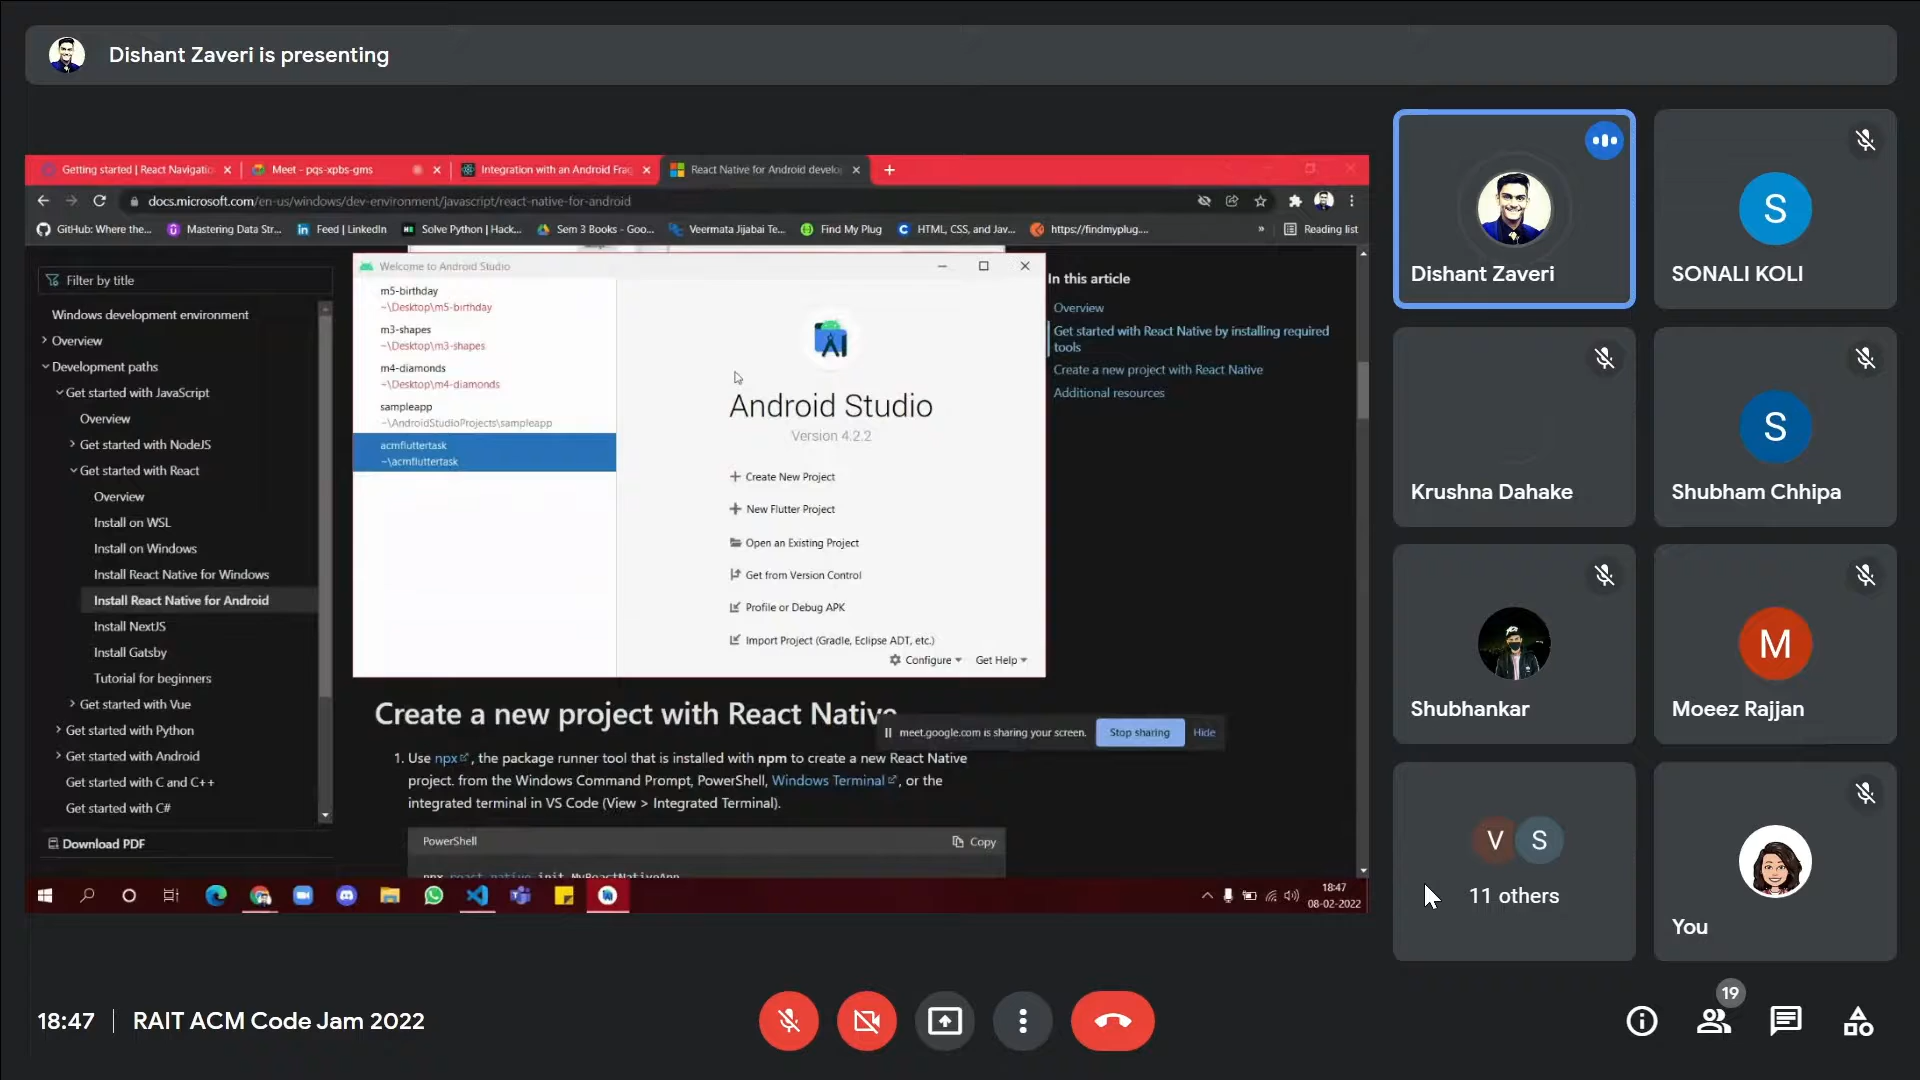 Dishant Zaveri is presenting
Getting started | React Navigatio
Meet - pqs-xpbs-gms
Integration with an Android Frag
React Native for Android develo
docs.microsoft.com/en-us/windows/dev-environment/javascript/react-native-for-android
GitHub: Where the...
Mastering Data Str...
Feed | LinkedIn
Solve Python | Hack...
Sem 3 Books - Goo...
Veermata Jijabai Te...
Find My Plug
HTML, CSS, and Jav...
https://findmyplug....
»
Reading list
Filter by title
Windows development environment
Overview
Development paths
Get started with JavaScript
Overview
Get started with NodeJS
Get started with React
Overview
Install on WSL
Install on Windows
Install React Native for Windows
Install React Native for Android
Install NextJS
Install Gatsby
Tutorial for beginners
Get started with Vue
Get started with Python
Get started with Android
Get started with C and C++
Get started with C#
Download PDF
Welcome to Android Studio
m5-birthday
~\Desktop\m5-birthday
m3-shapes
~\Desktop\m3-shapes
m4-diamonds
~\Desktop\m4-diamonds
sampleapp
~\AndroidStudioProjects\sampleapp
acmfluttertask
~\acmfluttertask
Android Studio
Version 4.2.2
Create New Project
New Flutter Project
Open an Existing Project
Get from Version Control
Profile or Debug APK
Import Project (Gradle, Eclipse ADT, etc.)
Configure
Get Help
In this article
Overview
Get started with React Native by installing required
tools
Create a new project with React Native
Additional resources
Create a new project with React Native
meet.google.com is sharing your screen.
Stop sharing
Hide
1. Use npx, the package runner tool that is installed with npm to create a new React Native
project. from the Windows Command Prompt, PowerShell, Windows Terminal, or the
integrated terminal in VS Code (View > Integrated Terminal).
PowerShell
Copy
npx react-native init MyReactNativeApp
18:47
08-02-2022
Dishant Zaveri
S
SONALI KOLI
Krushna Dahake
S
Shubham Chhipa
Shubhankar
M
Moeez Rajjan
V S
11 others
You
18:47 | RAIT ACM Code Jam 2022
19